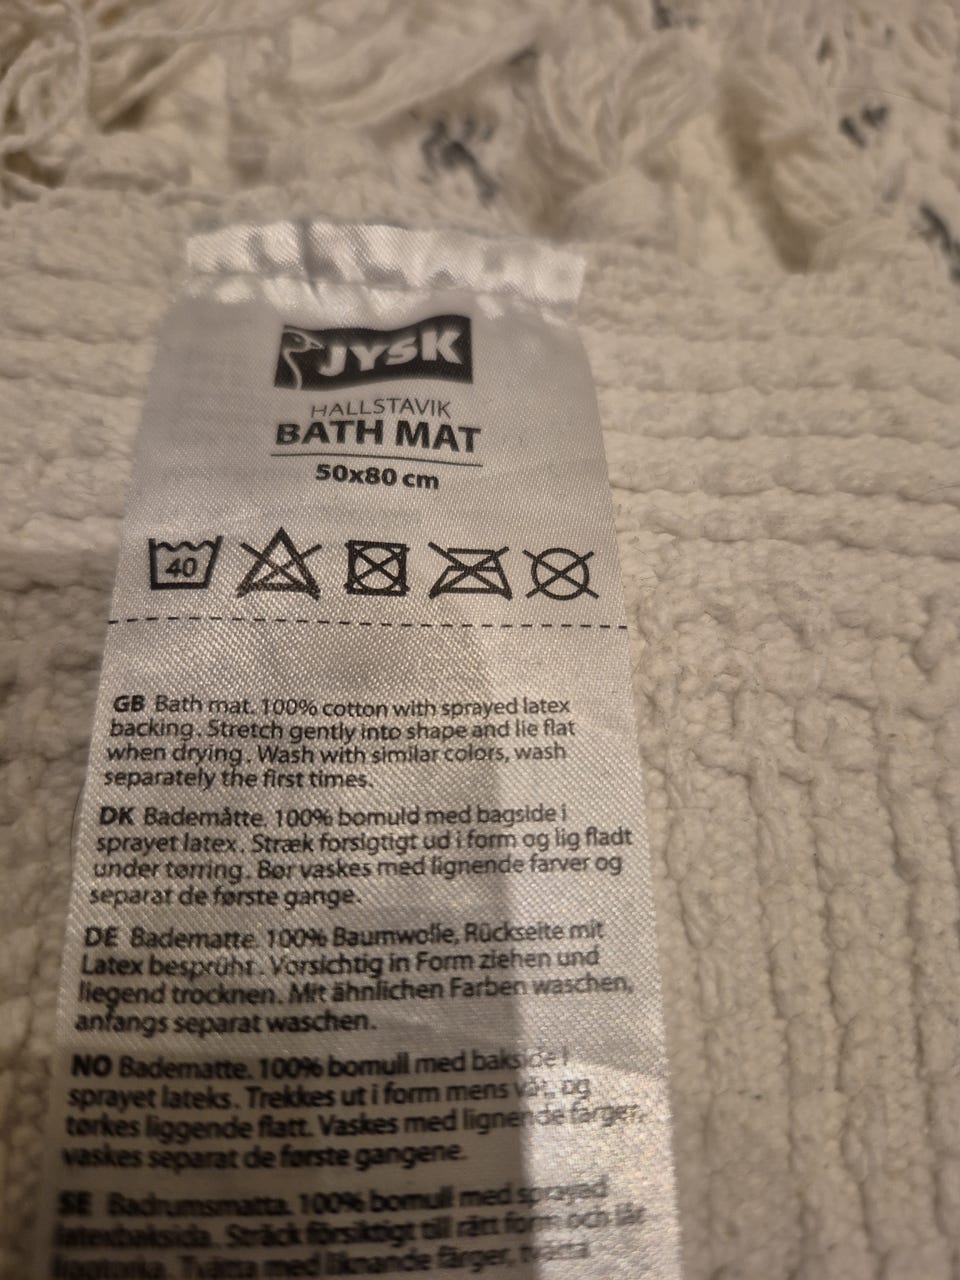 JYSK
HALLSTAVIK
BATH MAT
50x80 cm
40
GB Bath mat. 100% cotton with sprayed latex
backing. Stretch gently into shape and lie flat
when drying. Wash with similar colors, wash
separately the first times.
DK Bademåtte. 100% bomuld med bagside i
sprayet latex. Stræk forsigtigt ud i form og lig fladt
under tørring. Bør vaskes med lignende farver og
separat de første gange.
DE Badematte. 100% Baumwolle, Rückseite mit
Latex besprüht. Vorsichtig in Form ziehen und
liegend trocknen. Mit ähnlichen Farben waschen,
anfangs separat waschen.
NO Badematte. 100% bomull med bakside i
sprayet lateks. Trekkes ut i form mens våt, og
tørkes liggende flatt. Vaskes med lignende farger,
vaskes separat de første gangene.
SE Badrumsmatta. 100% bomull med sprayed
latexbaksida. Sträck försiktigt till rätt form och låt
liggtorka. Tvätta med liknande färger, tvätta